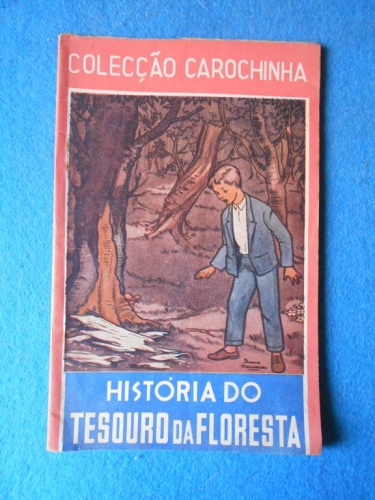 COLECÇÃO CAROCHINHA
HISTÓRIA DO
TESOURO DA FLORESTA